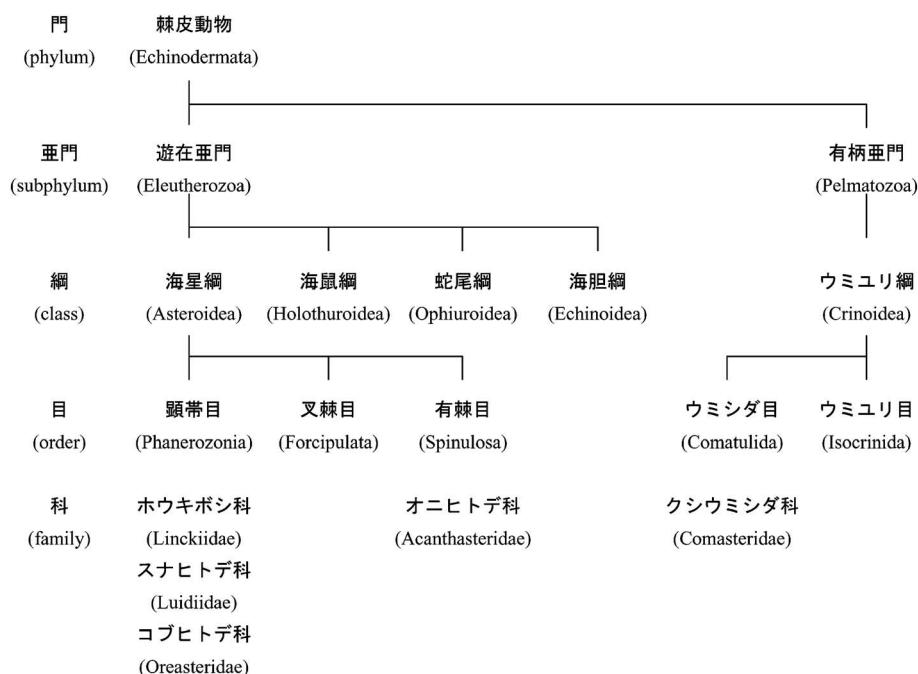 門 棘皮動物
(phylum) (Echinodermata)
亜門 遊在亜門 有柄亜門
(subphylum) (Eleutherozoa) (Pelmatozoa)
綱 海星綱 海鼠綱 蛇尾綱 海胆綱 ウミユリ綱
(class) (Asteroidea) (Holothuroidea) (Ophiuroidea) (Echinoidea) (Crinoidea)
目 顕帯目 叉棘目 有棘目 ウミシダ目 ウミユリ目
(order) (Phanerozonia) (Forcipulata) (Spinulosa) (Comatulida) (Isocrinida)
科 ホウキボシ科 オニヒトデ科 クシウミシダ科
(family) (Linckiidae) (Acanthasteridae) (Comasteridae)
スナヒトデ科
(Luidiidae)
コブヒトデ科
(Oreasteridae)